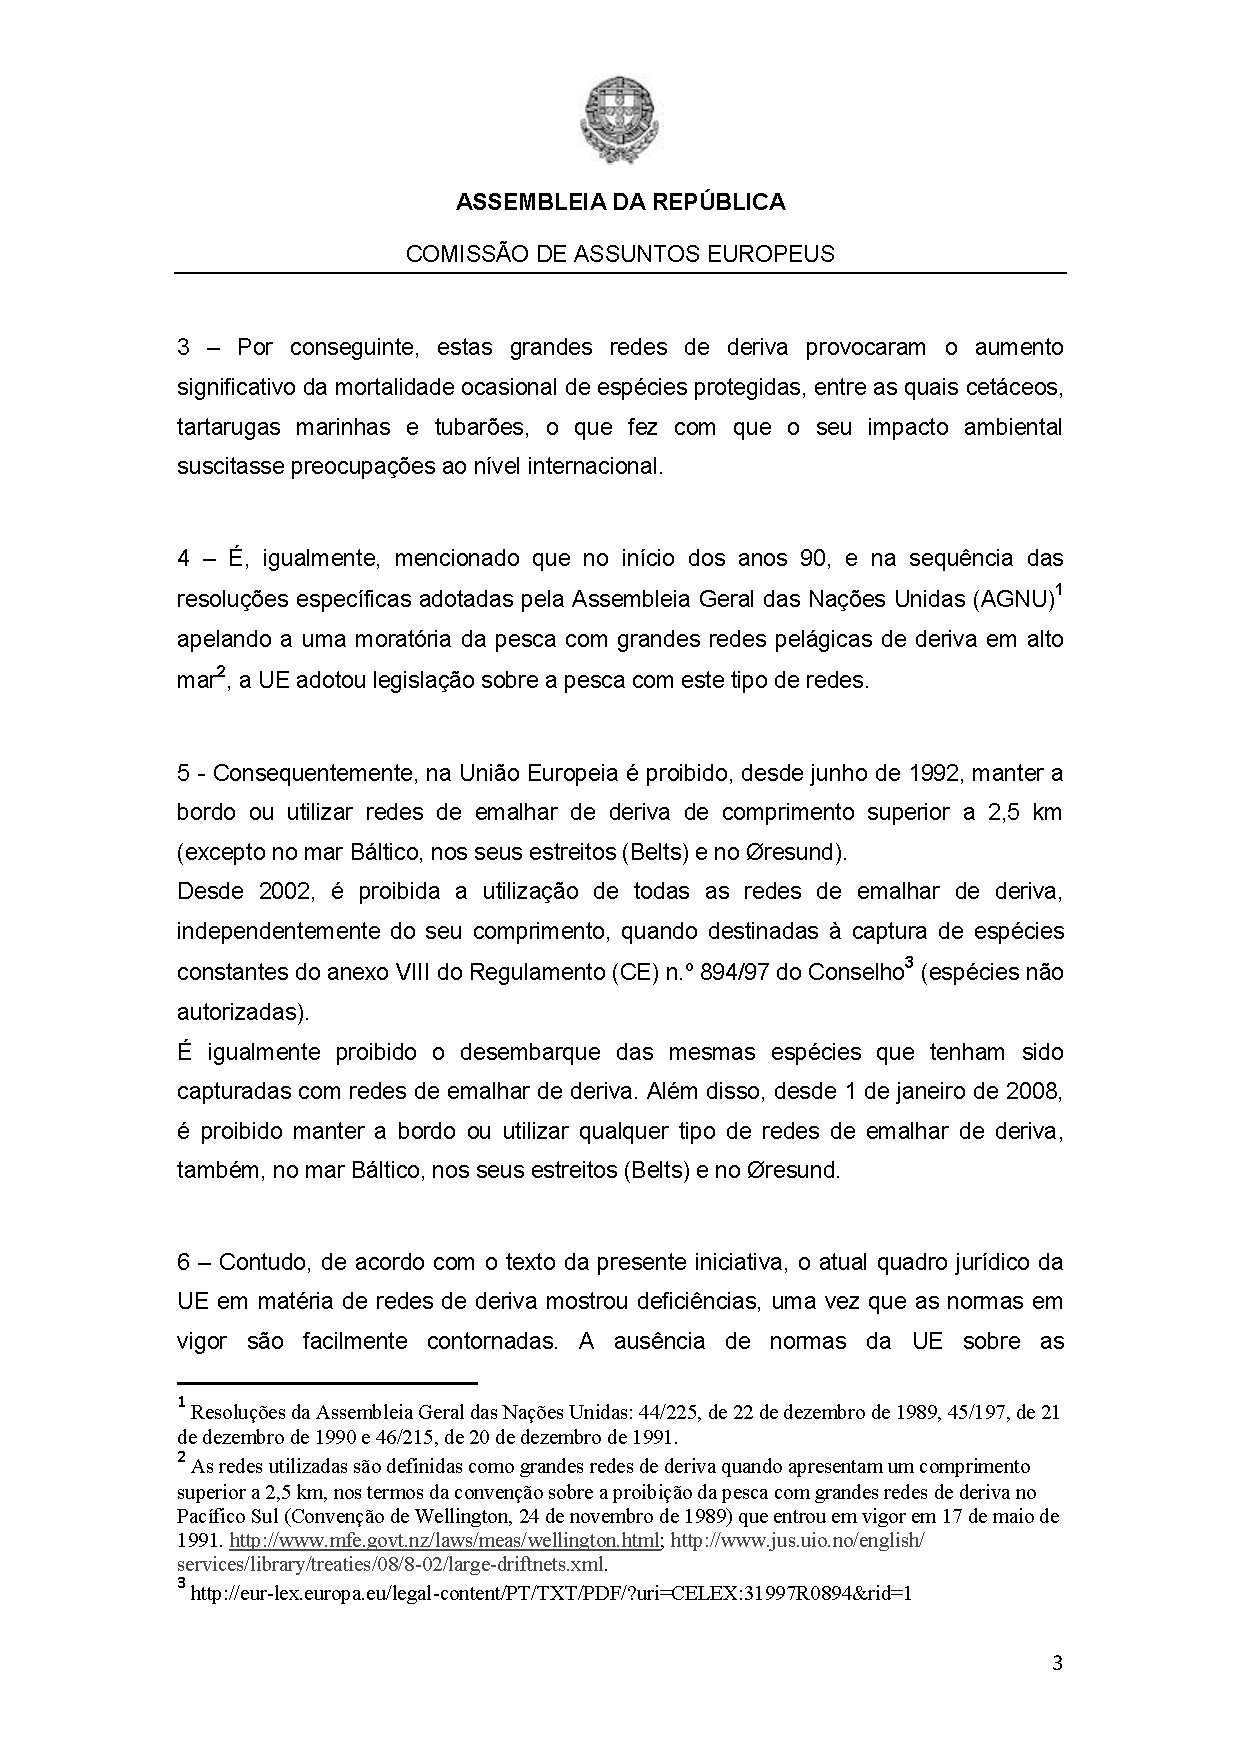 ASSEMBLEIA DA REPÚBLICA
COMISSÃO DE ASSUNTOS EUROPEUS
3 – Por conseguinte, estas grandes redes de deriva provocaram o aumento
significativo da mortalidade ocasional de espécies protegidas, entre as quais cetáceos,
tartarugas marinhas e tubarões, o que fez com que o seu impacto ambiental
suscitasse preocupações ao nível internacional.
4 – É, igualmente, mencionado que no início dos anos 90, e na sequência das
resoluções específicas adotadas pela Assembleia Geral das Nações Unidas (AGNU)1
apelando a uma moratória da pesca com grandes redes pelágicas de deriva em alto
mar2, a UE adotou legislação sobre a pesca com este tipo de redes.
5 - Consequentemente, na União Europeia é proibido, desde junho de 1992, manter a
bordo ou utilizar redes de emalhar de deriva de comprimento superior a 2,5 km
(excepto no mar Báltico, nos seus estreitos (Belts) e no Øresund).
Desde 2002, é proibida a utilização de todas as redes de emalhar de deriva,
independentemente do seu comprimento, quando destinadas à captura de espécies
constantes do anexo VIII do Regulamento (CE) n.º 894/97 do Conselho3 (espécies não
autorizadas).
É igualmente proibido o desembarque das mesmas espécies que tenham sido
capturadas com redes de emalhar de deriva. Além disso, desde 1 de janeiro de 2008,
é proibido manter a bordo ou utilizar qualquer tipo de redes de emalhar de deriva,
também, no mar Báltico, nos seus estreitos (Belts) e no Øresund.
6 – Contudo, de acordo com o texto da presente iniciativa, o atual quadro jurídico da
UE em matéria de redes de deriva mostrou deficiências, uma vez que as normas em
vigor são facilmente contornadas. A ausência de normas da UE sobre as
1 Resoluções da Assembleia Geral das Nações Unidas: 44/225, de 22 de dezembro de 1989, 45/197, de 21
de dezembro de 1990 e 46/215, de 20 de dezembro de 1991.
2 As redes utilizadas são definidas como grandes redes de deriva quando apresentam um comprimento
superior a 2,5 km, nos termos da convenção sobre a proibição da pesca com grandes redes de deriva no
Pacífico Sul (Convenção de Wellington, 24 de novembro de 1989) que entrou em vigor em 17 de maio de
1991. http://www.mfe.govt.nz/laws/meas/wellington.html; http://www.jus.uio.no/english/
services/library/treaties/08/8-02/large-driftnets.xml.
3 http://eur-lex.europa.eu/legal-content/PT/TXT/PDF/?uri=CELEX:31997R0894&rid=1
3